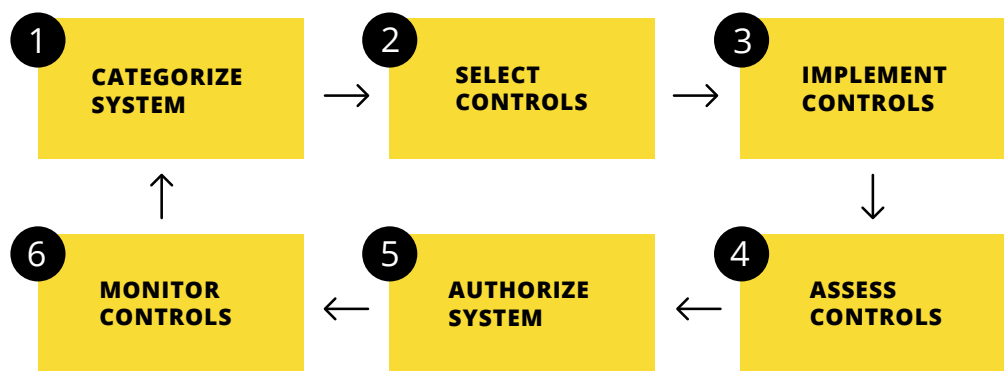 1
CATEGORIZE
SYSTEM
2
SELECT
CONTROLS
3
IMPLEMENT
CONTROLS
4
ASSESS
CONTROLS
5
AUTHORIZE
SYSTEM
6
MONITOR
CONTROLS